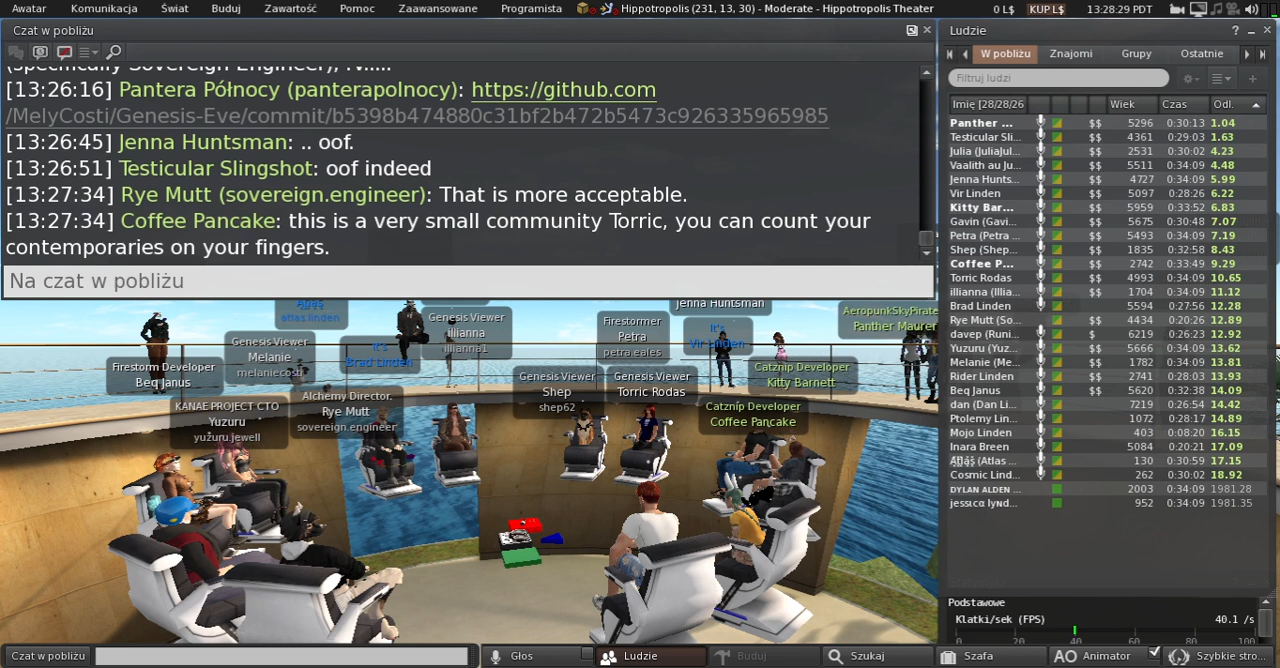 Awatar Komunikacja Świat Buduj Zawartość Pomoc Zaawansowane Programista Hippotropolis (231, 13, 30) - Moderate - Hippotropolis Theater 0 L$ KUP L$ 13:28:29 PDT
Czat w pobliżu
(specifically Sovereign Engineer),
[13:26:16] Pantera Północy (panterapolnocy): https://github.com
/MelyCosti/Genesis-Eve/commit/b5398b474880c31bf2b472b5473c926335965985
[13:26:45] Jenna Huntsman: .. oof.
[13:26:51] Testicular Slingshot: oof indeed
[13:27:34] Rye Mutt (sovereign.engineer): That is more acceptable.
[13:27:34] Coffee Pancake: this is a very small community Torric, you can count your
contemporaries on your fingers.
Na czat w pobliżu
atlas.linden
Genesis Viewer
Melanie
melaniecosti
It's
Brad Linden
Genesis Viewer
illianna
illianna1
Firestormer
Petra
petra.eales
Jenna Huntsman
It's
Vir Linden
AeropunkSkyPirate
Panther Maurer
Firestorm Developer
Beq Janus
KANAE PROJECT CTO
Yuzuru
yuzuru.jewell
Alchemy Director.
Rye Mutt
sovereign.engineer
Genesis Viewer
Shep
shep62
Genesis Viewer
Torric Rodas
Catznip Developer
Kitty Barnett
Catznip Developer
Coffee Pancake
Ludzie
? _ ×
W pobliżu Znajomi Grupy Ostatnie
Filtruj ludzi
Imię [28/28/26 Wiek Czas Odl.
Panther ... $$ 5296 0:30:13 1.04
Testicular Sli... $$ 4361 0:29:03 1.63
Julia (JuliaJul... $$ 2531 0:30:02 4.23
Vaalith au Ju... $$ 5511 0:34:09 4.48
Jenna Hunts... $$ 4727 0:34:09 5.99
Vir Linden $$ 5097 0:28:26 6.22
Kitty Bar... $$ 5959 0:33:52 6.83
Gavin (Gavi... $$ 5675 0:30:48 7.07
Petra (Petra ... $$ 5493 0:34:09 7.19
Shep (Shep... $$ 1835 0:32:58 8.43
Coffee P... $$ 2742 0:33:49 9.29
Torric Rodas $$ 4993 0:34:09 10.65
illianna (Illia... $$ 1704 0:34:09 11.12
Brad Linden 5594 0:27:56 12.28
Rye Mutt (So... $$ 4434 0:20:26 12.89
davep (Runi... $ 6219 0:26:23 12.92
Yuzuru (Yuz... $$ 5666 0:34:09 13.62
Melanie (Me... $$ 1782 0:34:09 13.81
Rider Linden $$ 2741 0:28:03 13.93
Beq Janus $$ 5620 0:32:38 14.09
dan (Dan Li... 7219 0:26:54 14.42
Ptolemy Lin... 1072 0:28:17 14.89
Mojo Linden 403 0:08:20 16.15
Inara Breen 5084 0:20:21 17.09
(Atlas ... 130 0:30:59 17.15
Cosmic Lind... 262 0:30:02 18.92
DYLAN ALDEN ... 2003 0:34:09 1981.28
jessica lynd... 952 0:34:09 1981.35
Podstawowe
Klatki/sek (FPS) 40.1 /s
0 20 40 60 80 100
Czat w pobliżu Głos Ludzie Buduj Szukaj Szafa AO Animator Szybkie stro...